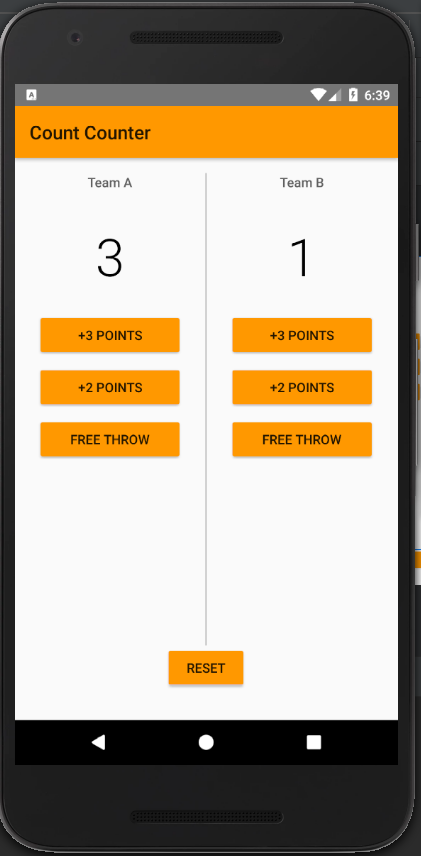 A
6:39
Count Counter
Team A
Team B
3
1
+3 POINTS
+3 POINTS
+2 POINTS
+2 POINTS
FREE THROW
FREE THROW
RESET